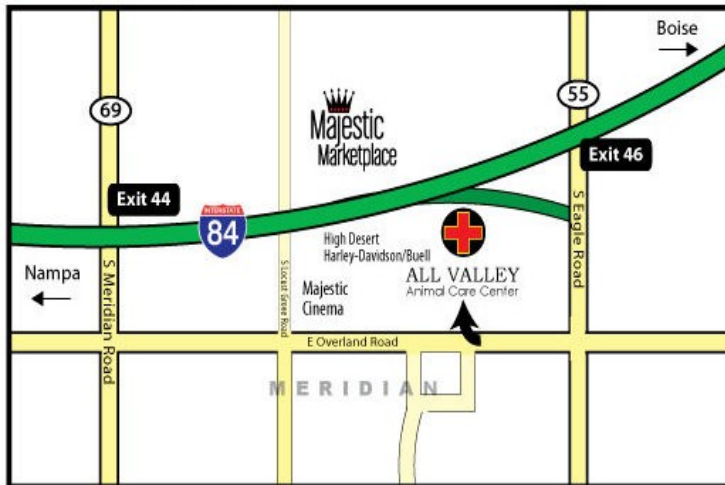 Boise
69
55
Majestic
Marketplace
Exit 46
Exit 44
INTERSTATE
84
S Eagle Road
High Desert
Harley-Davidson/Buell
ALL VALLEY
Animal Care Center
Nampa
S Meridian Road
S Locust Grove Road
Majestic
Cinema
E Overland Road
MERIDIAN